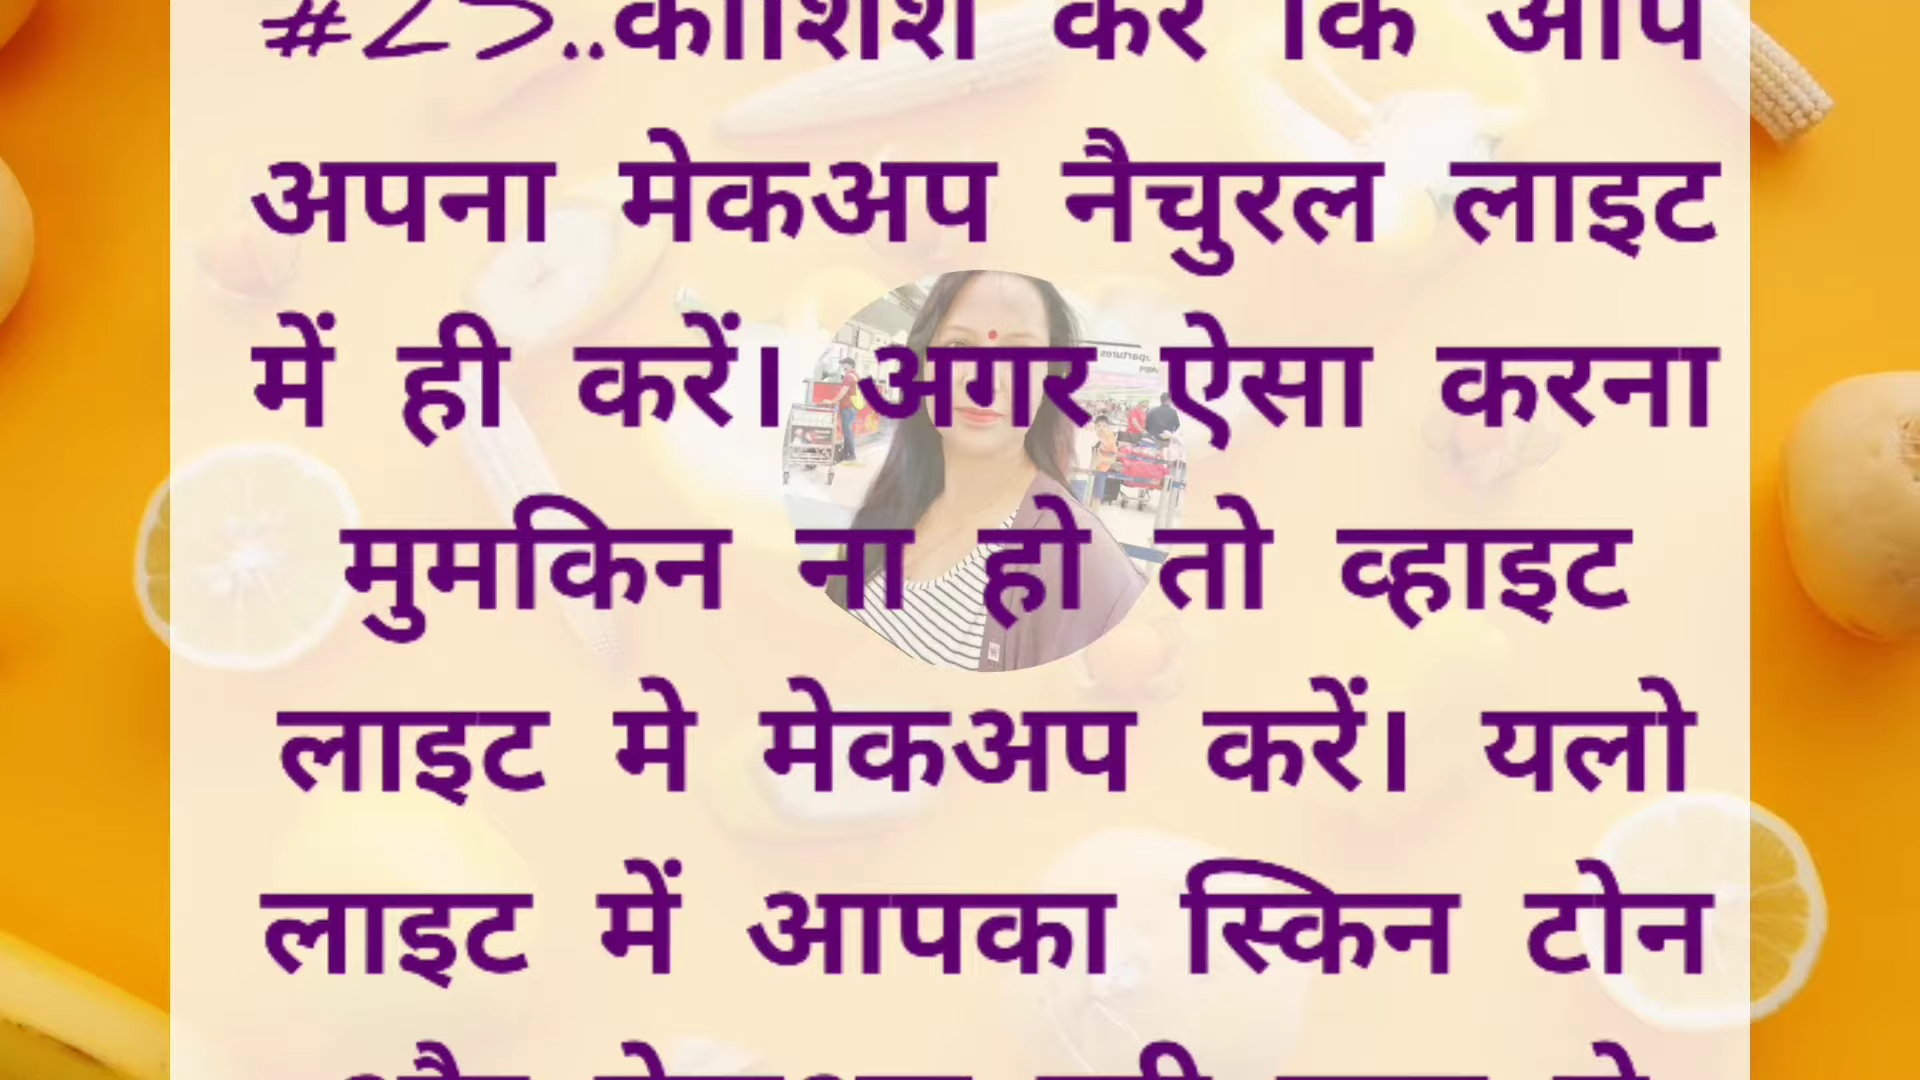 #25..कोशिश करें कि आप
अपना मेकअप नैचुरल लाइट
में ही करें। अगर ऐसा करना
मुमकिन ना हो तो व्हाइट
लाइट मे मेकअप करें। यलो
लाइट में आपका स्किन टोन